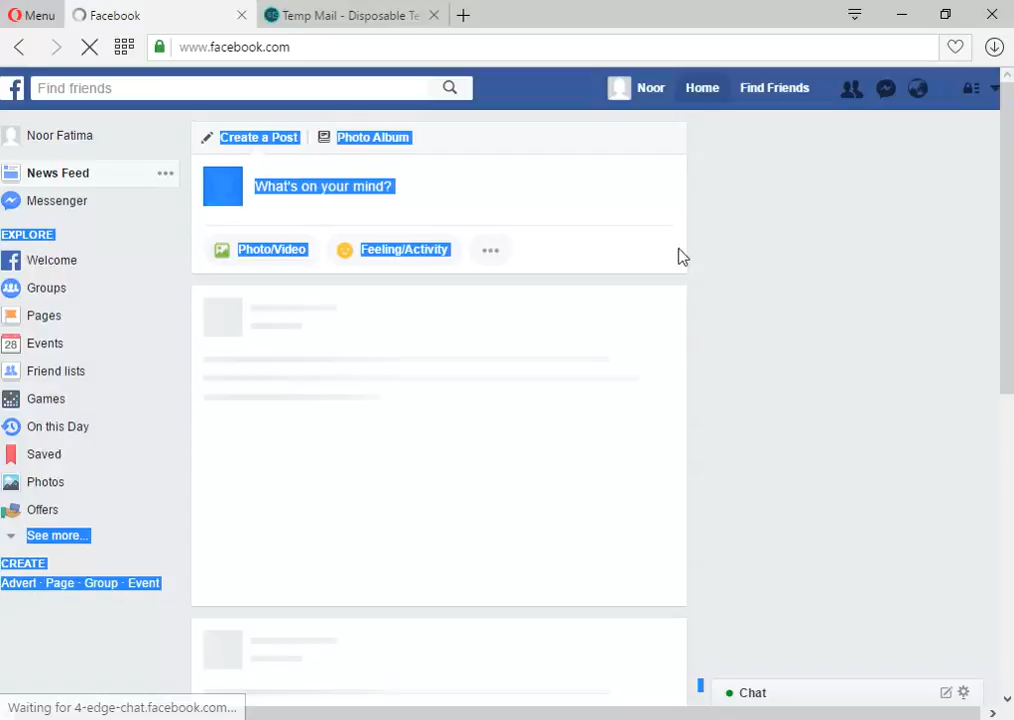 Menu Facebook Temp Mail - Disposable Te
www.facebook.com
Find friends Noor Home Find Friends
Noor Fatima
News Feed
Messenger
EXPLORE
Welcome
Groups
Pages
28 Events
Friend lists
Games
On this Day
Saved
Photos
Offers
See more...
CREATE
Advert · Page · Group · Event
Create a Post Photo Album
What's on your mind?
Photo/Video Feeling/Activity
Chat
Waiting for 4-edge-chat.facebook.com...